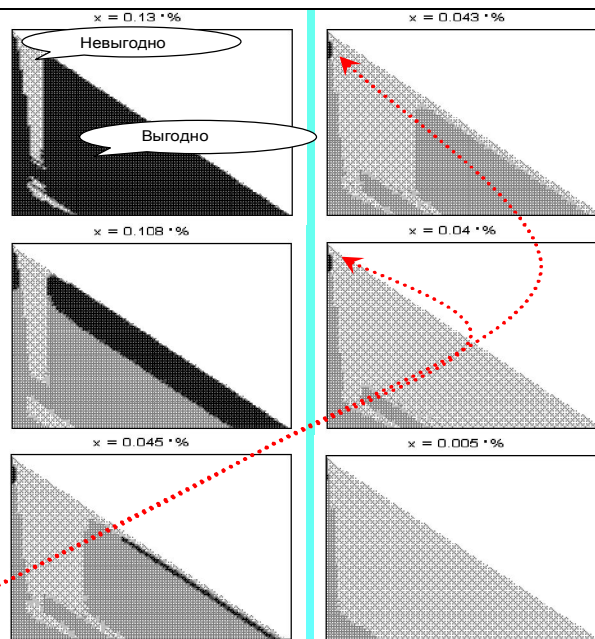 x = 0.13 *%
Невыгодно
Выгодно
x = 0.108 *%
x = 0.045 *%
x = 0.043 *%
x = 0.04 *%
x = 0.005 *%